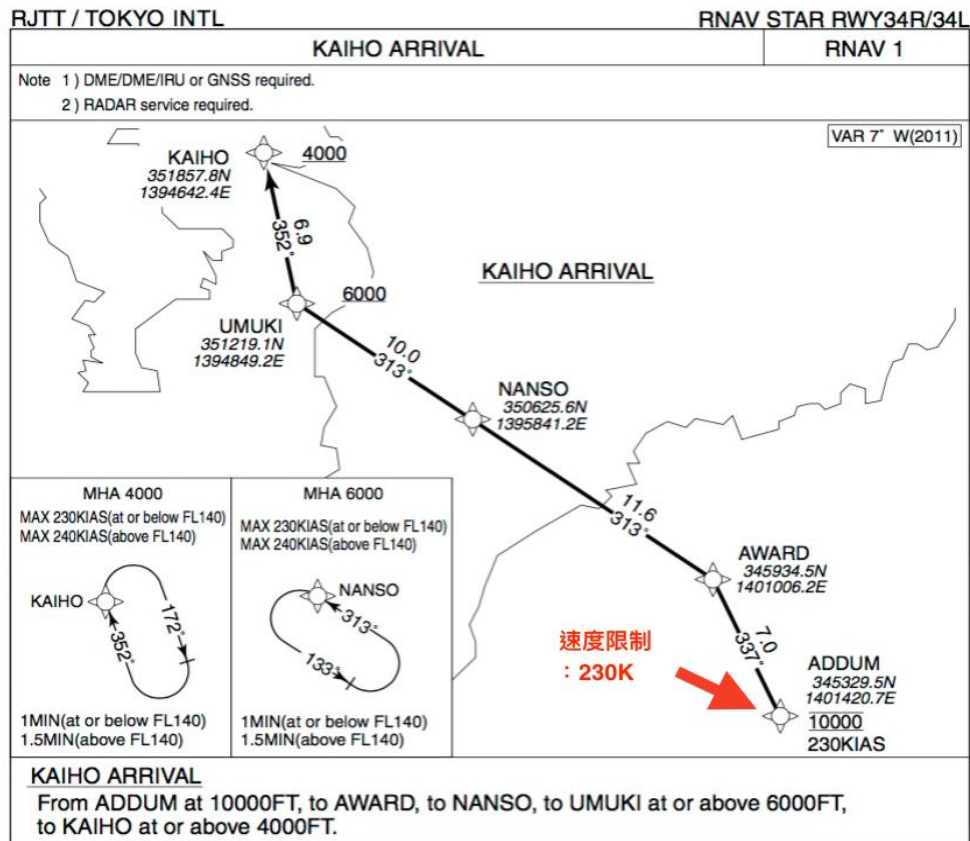 RJTT / TOKYO INTL
RNAV STAR RWY34R/34L
KAIHO ARRIVAL
RNAV 1
Note 1 ) DME/DME/IRU or GNSS required.
2 ) RADAR service required.
VAR 7° W(2011)
KAIHO
351857.8N
1394642.4E
4000
6.9
352°
KAIHO ARRIVAL
6000
UMUKI
351219.1N
1394849.2E
10.0
313°
NANSO
350625.6N
1395841.2E
11.6
313°
AWARD
345934.5N
1401006.2E
7.0
337°
速度限制
：230K
ADDUM
345329.5N
1401420.7E
10000
230KIAS
MHA 4000
MAX 230KIAS(at or below FL140)
MAX 240KIAS(above FL140)
KAIHO
172°
352°
1MIN(at or below FL140)
1.5MIN(above FL140)
MHA 6000
MAX 230KIAS(at or below FL140)
MAX 240KIAS(above FL140)
NANSO
313°
133°
1MIN(at or below FL140)
1.5MIN(above FL140)
KAIHO ARRIVAL
From ADDUM at 10000FT, to AWARD, to NANSO, to UMUKI at or above 6000FT,
to KAIHO at or above 4000FT.